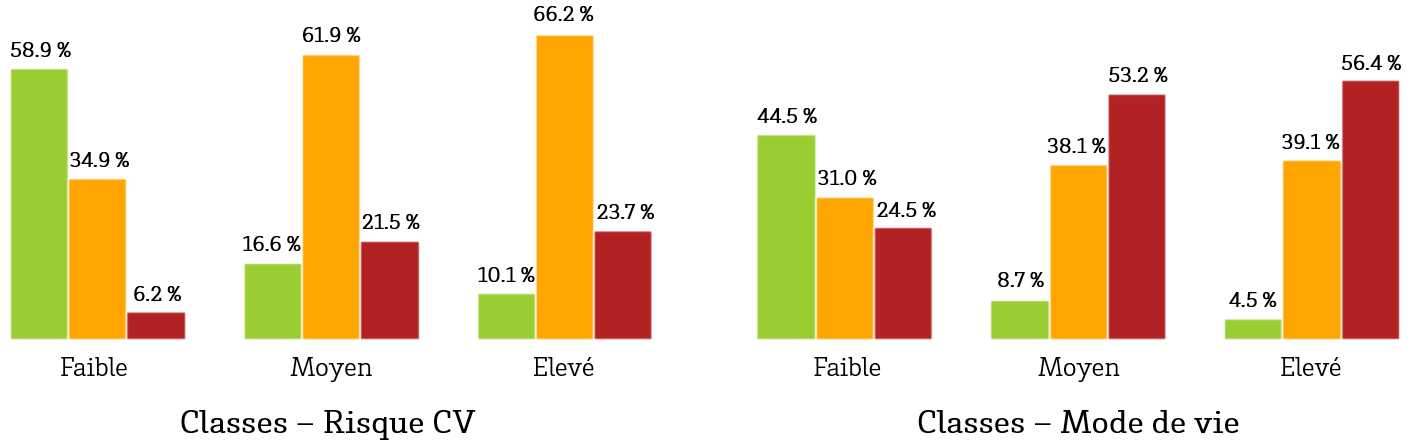 58.9 %
34.9 %
6.2 %
Faible
16.6 %
61.9 %
21.5 %
Moyen
10.1 %
66.2 %
23.7 %
Elevé
Classes – Risque CV
44.5 %
31.0 %
24.5 %
Faible
8.7 %
38.1 %
53.2 %
Moyen
4.5 %
39.1 %
56.4 %
Elevé
Classes – Mode de vie